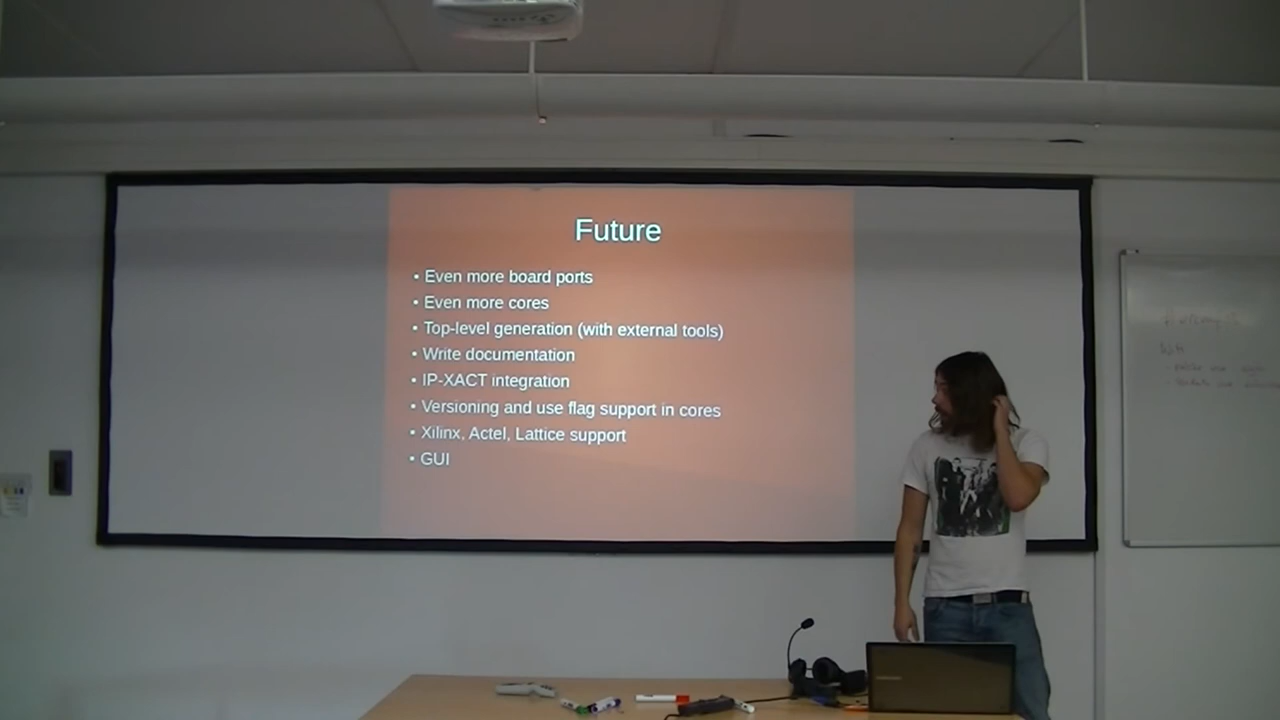 Future
• Even more board ports
• Even more cores
• Top-level generation (with external tools)
• Write documentation
• IP-XACT integration
• Versioning and use flag support in cores
• Xilinx, Actel, Lattice support
• GUI
SAMSUNG